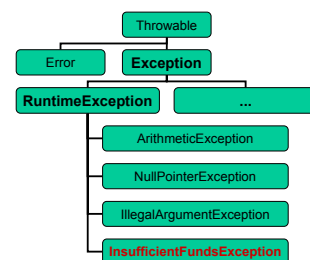 Throwable
Error
Exception
RuntimeException
...
ArithmeticException
NullPointerException
IllegalArgumentException
InsufficientFundsException